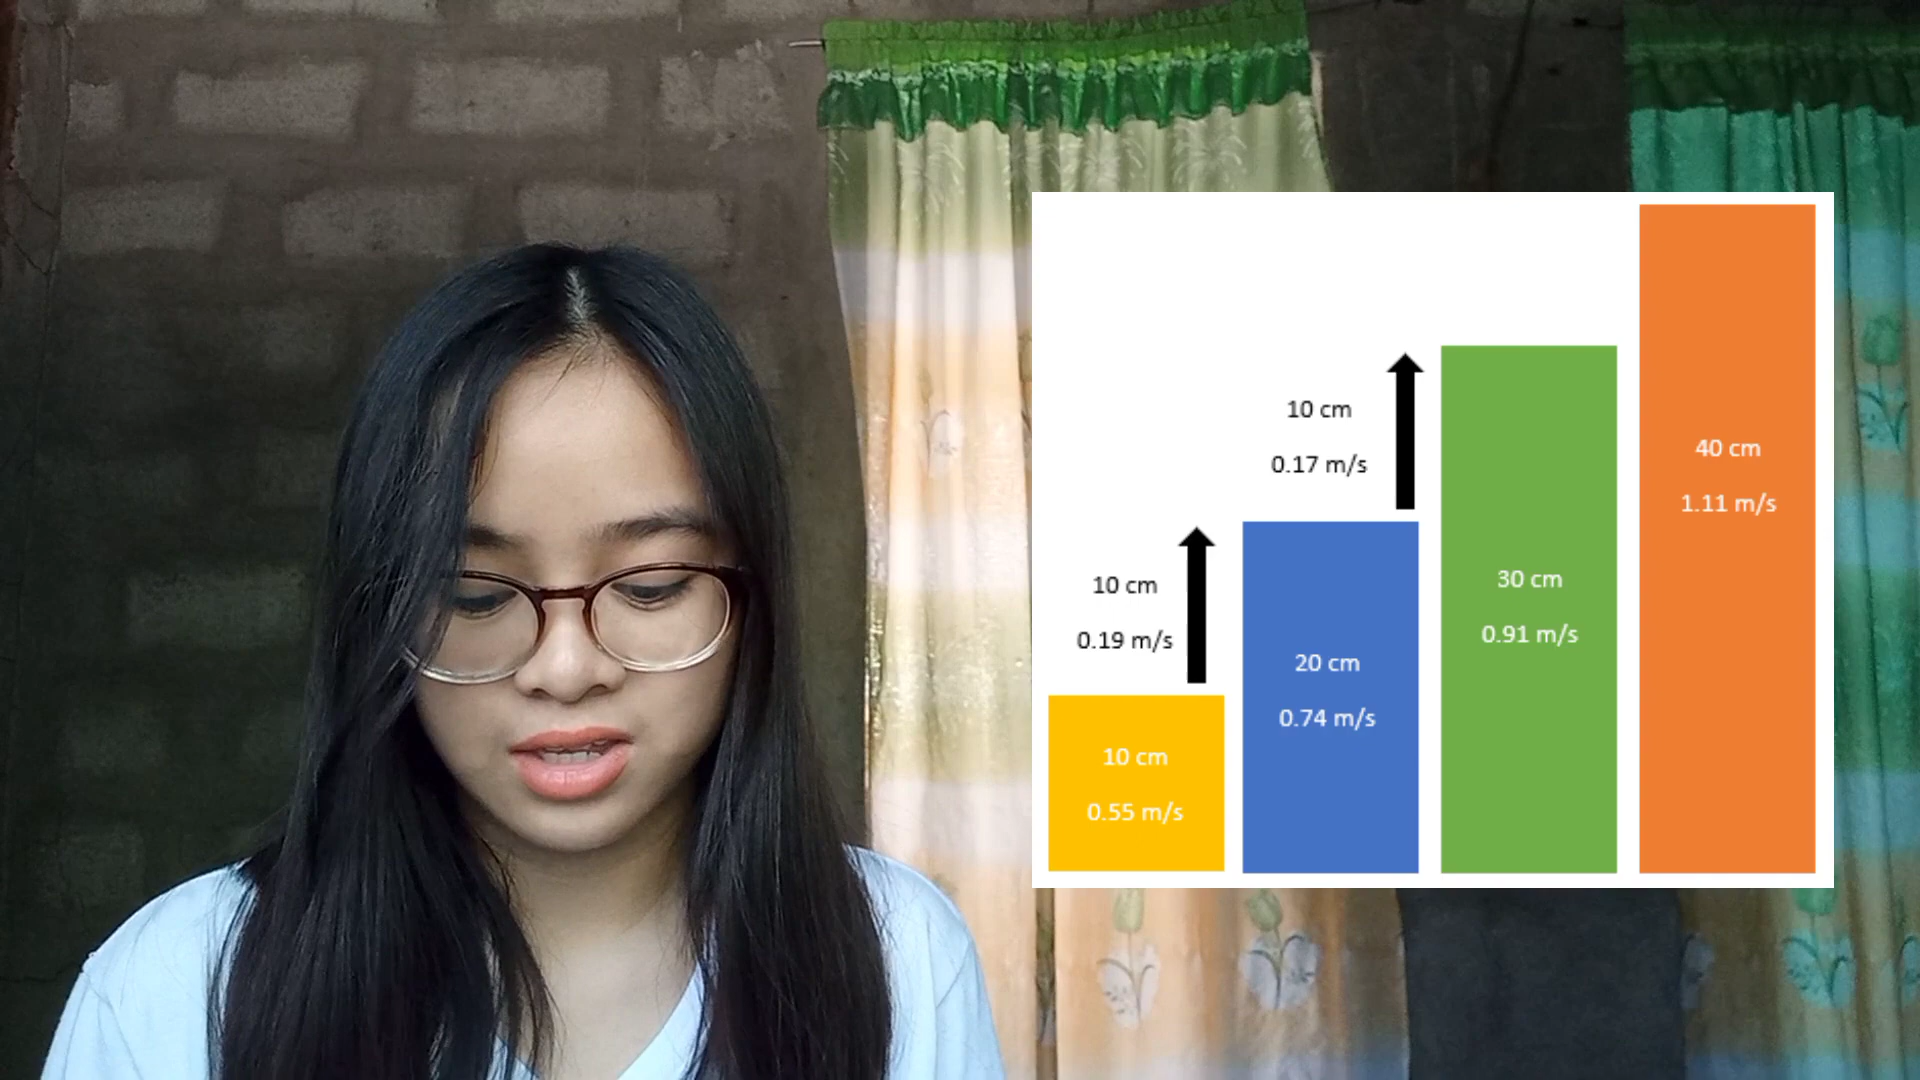 10 cm
0.55 m/s
10 cm
0.19 m/s
20 cm
0.74 m/s
10 cm
0.17 m/s
30 cm
0.91 m/s
40 cm
1.11 m/s